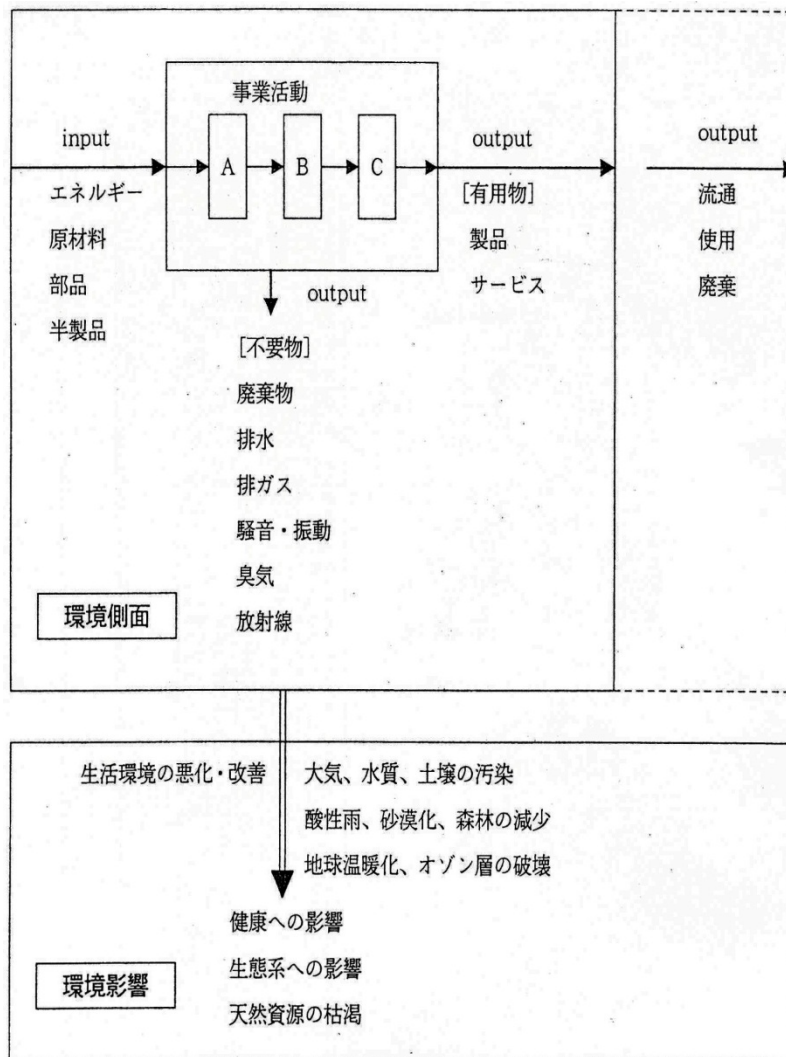 事業活動
input
A
B
C
output
output
エネルギー
原材料
部品
半製品
[有用物]
製品
サービス
流通
使用
廃棄
output
[不要物]
廃棄物
排水
排ガス
騒音・振動
臭気
放射線
環境側面
生活環境の悪化・改善
大気、水質、土壌の汚染
酸性雨、砂漠化、森林の減少
地球温暖化、オゾン層の破壊
健康への影響
生態系への影響
天然資源の枯渇
環境影響